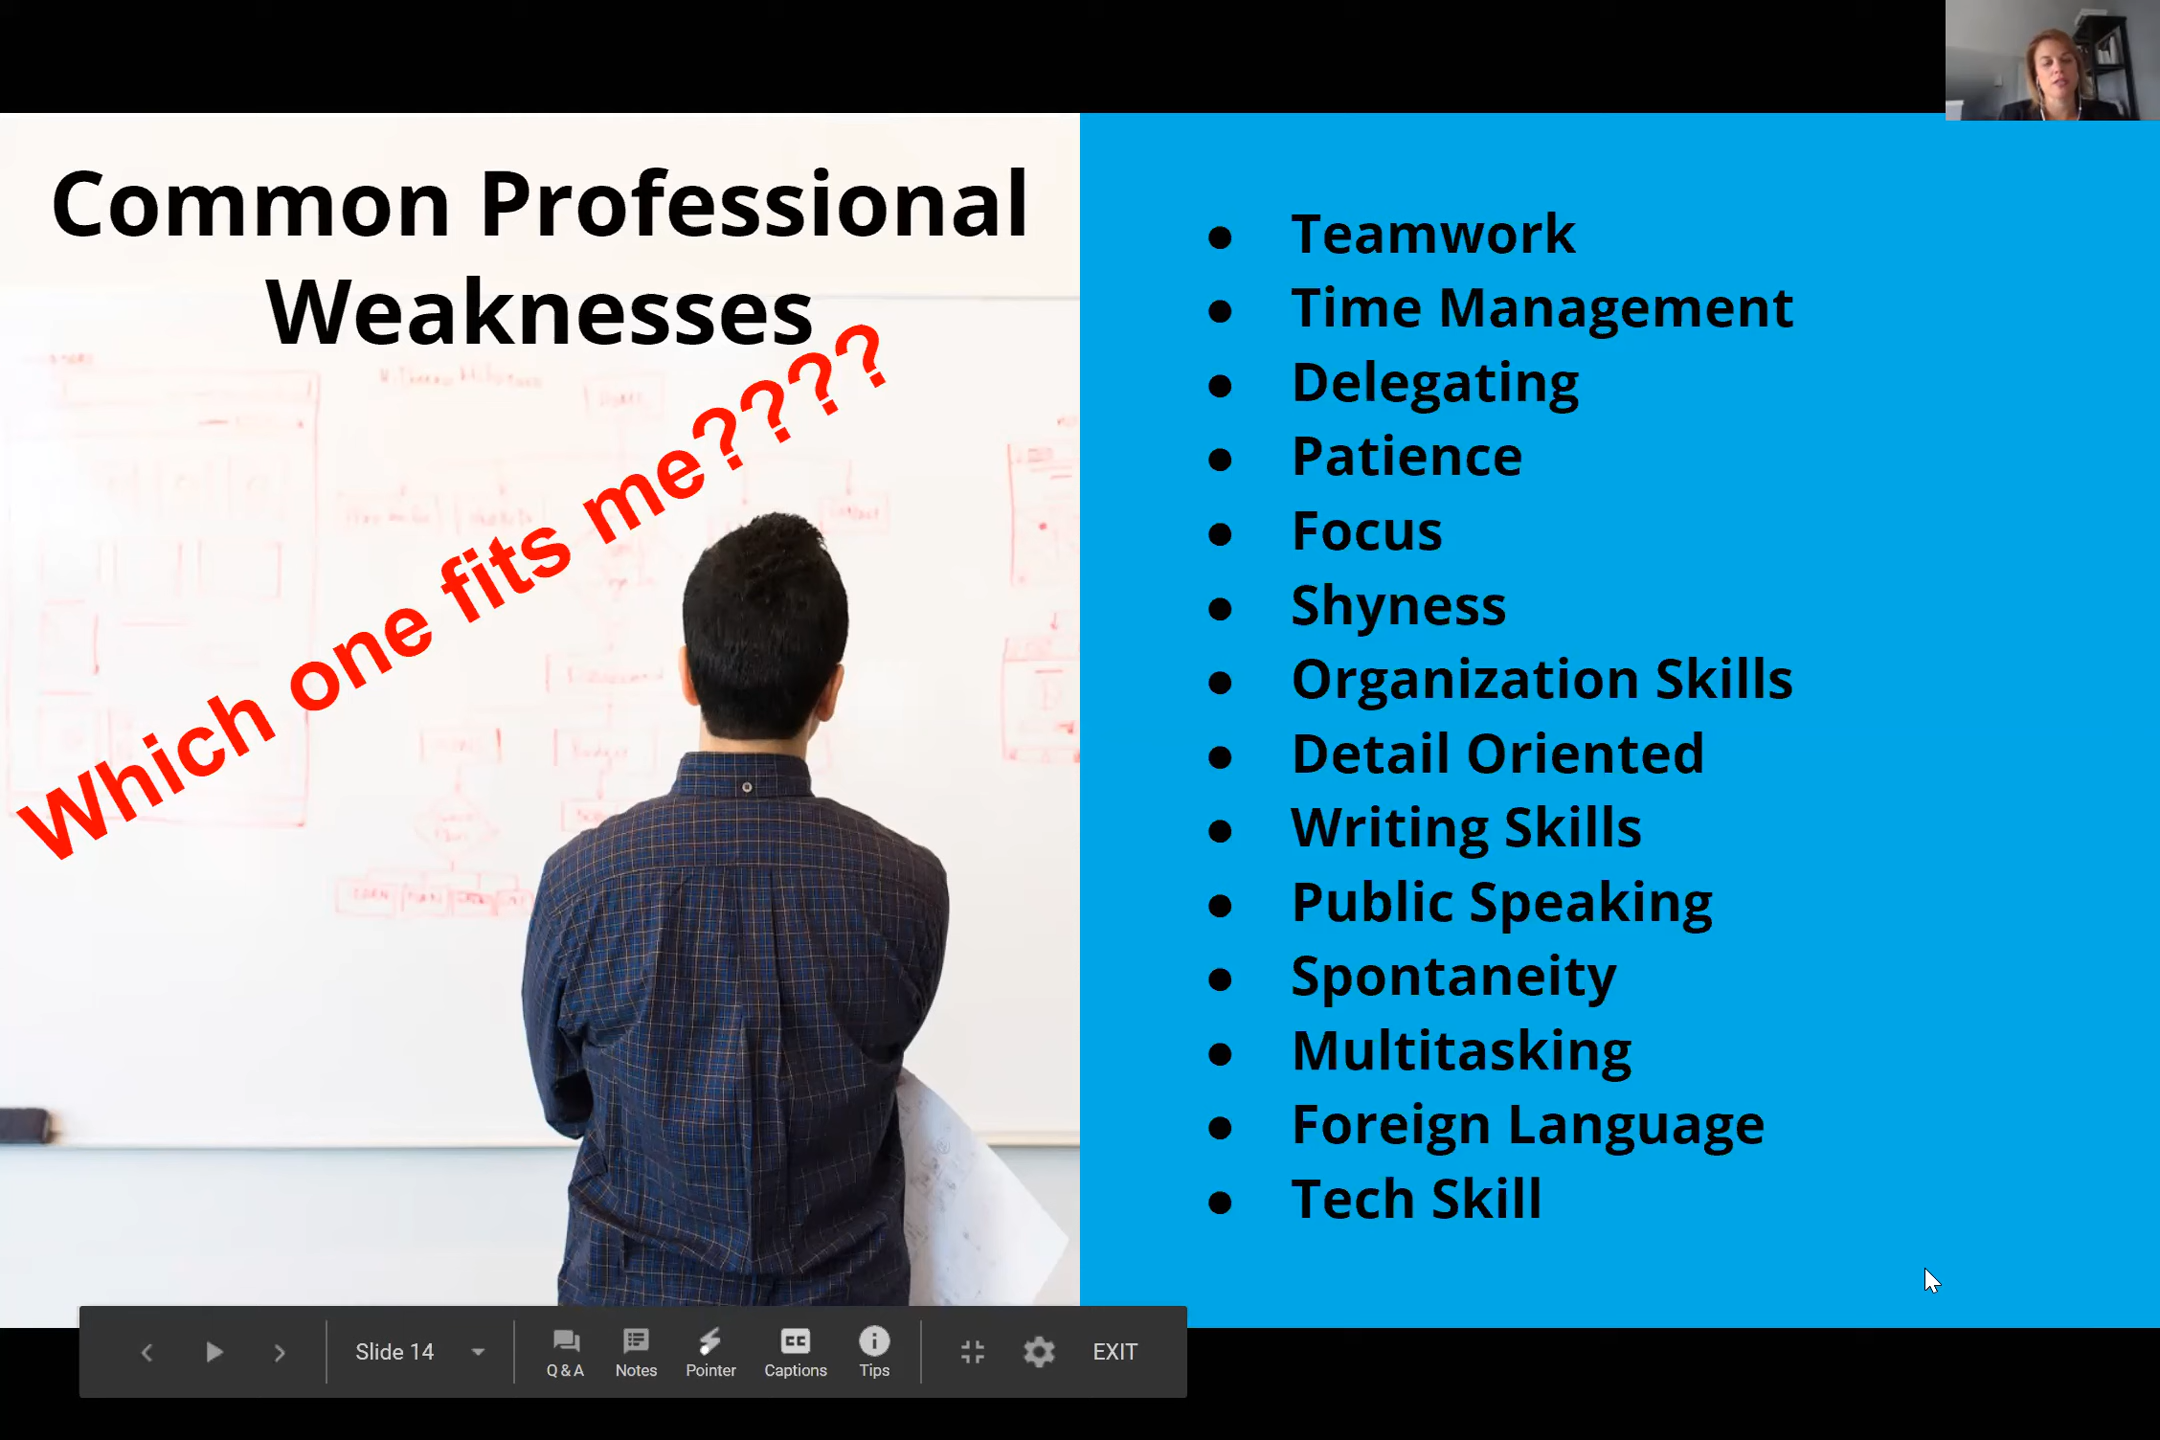 Common Professional
Weaknesses
Which one fits me????
● Teamwork
● Time Management
● Delegating
● Patience
● Focus
● Shyness
● Organization Skills
● Detail Oriented
● Writing Skills
● Public Speaking
● Spontaneity
● Multitasking
● Foreign Language
● Tech Skill
Slide 14
Q & A
Notes
Pointer
CC
Captions
Tips
EXIT